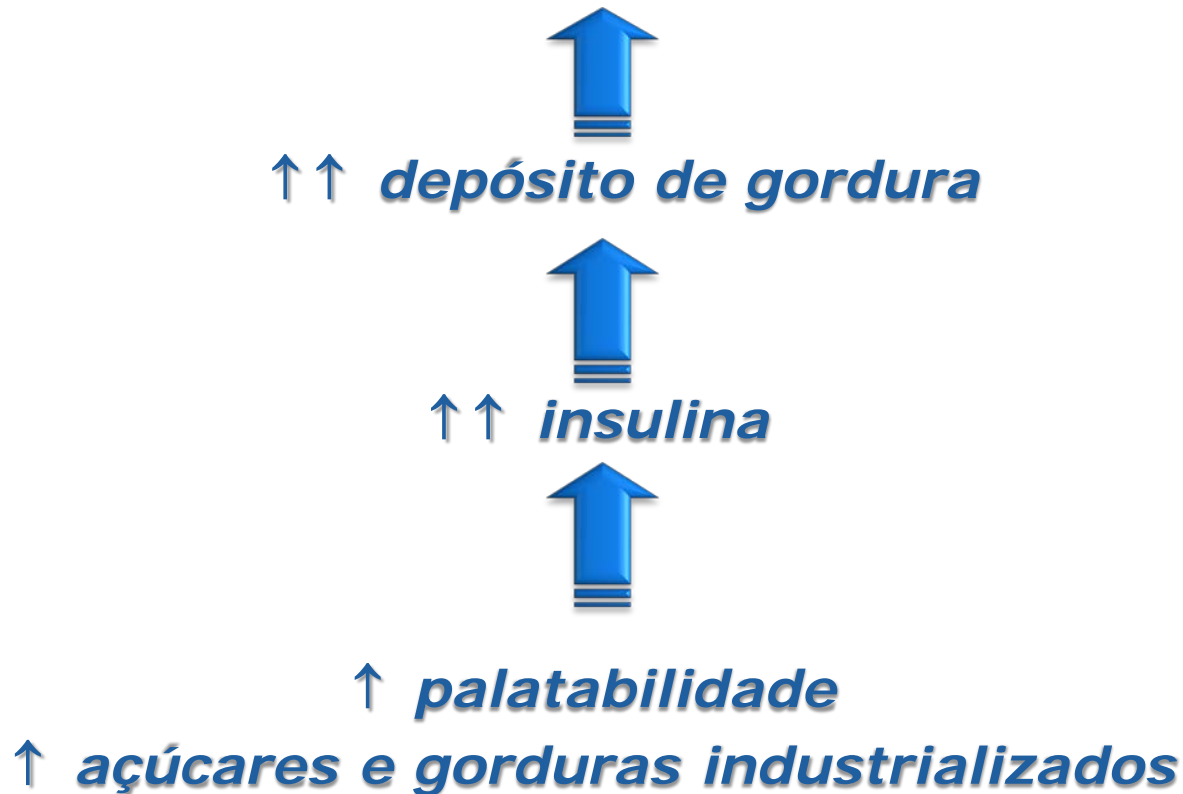 ↑↑ depósito de gordura
↑↑ insulina
↑ palatabilidade
↑ açúcares e gorduras industrializados